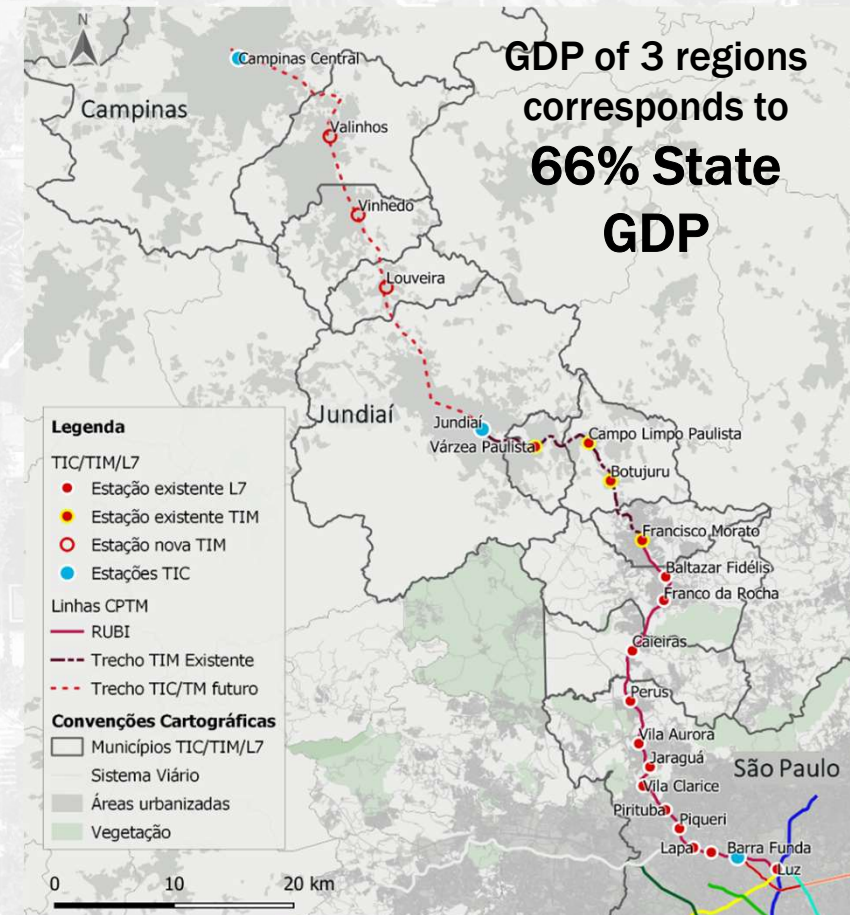 N
GDP of 3 regions
corresponds to
66% State
GDP
Campinas Central
Campinas
Valinhos
Vinhedo
Louveira
Jundiaí
Jundiaí
Várzea Paulista
Campo Limpo Paulista
Botujuru
Francisco Morato
Baltazar Fidélis
Franco da Rocha
Caieiras
Perus
Vila Aurora
Jaraguá
São Paulo
Vila Clarice
Pirituba
Piqueri
Lapa
Barra Funda
Luz
Legenda
TIC/TIM/L7
Estação existente L7
Estação existente TIM
Estação nova TIM
Estações TIC
Linhas CPTM
RUBI
Trecho TIM Existente
Trecho TIC/TM futuro
Convenções Cartográficas
Municípios TIC/TIM/L7
Sistema Viário
Áreas urbanizadas
Vegetação
0 10 20 km